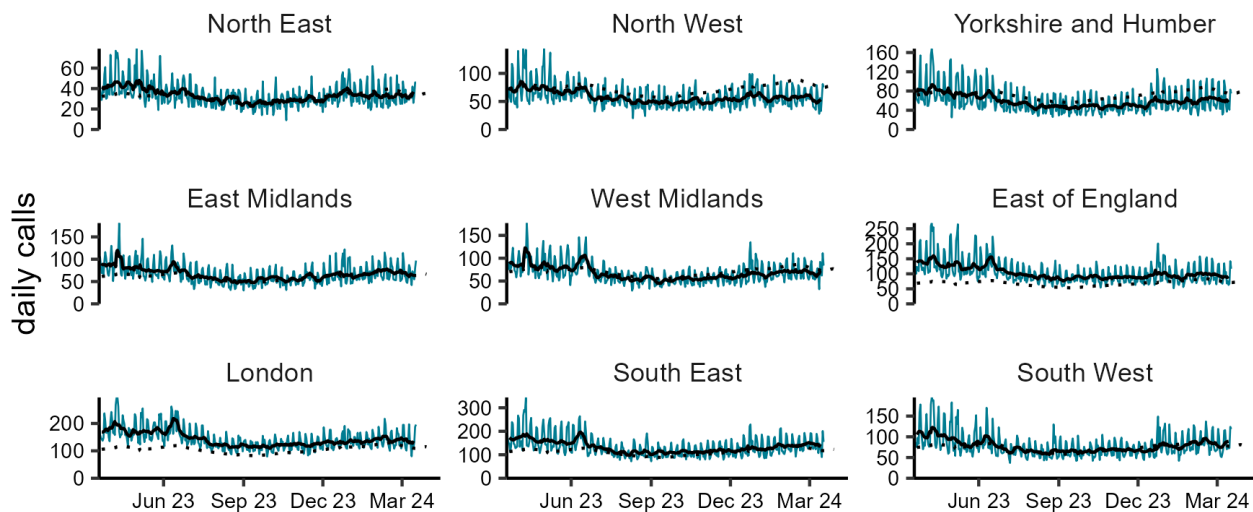 North East
North West
Yorkshire and Humber
60
40
20
0
100
50
0
160
120
80
40
0
East Midlands
West Midlands
East of England
daily calls
150
100
50
0
150
100
50
0
250
200
150
100
50
0
London
South East
South West
200
100
0
300
200
100
0
150
100
50
0
Jun 23 Sep 23 Dec 23 Mar 24
Jun 23 Sep 23 Dec 23 Mar 24
Jun 23 Sep 23 Dec 23 Mar 24